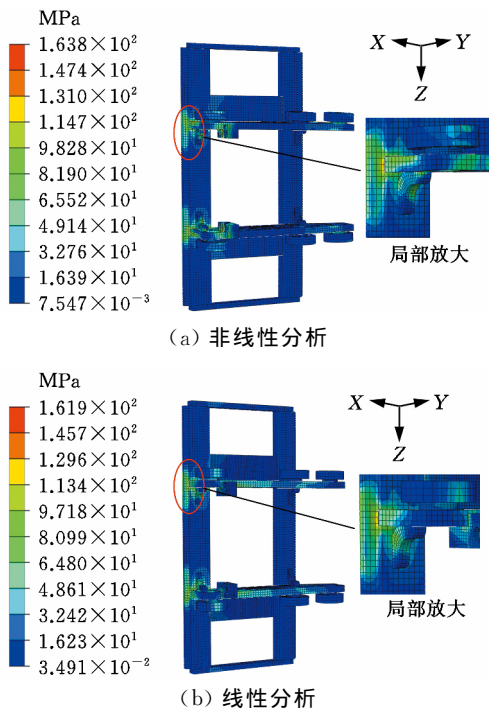 MPa
1.638×10²
1.474×10²
1.310×10²
1.147×10²
9.828×10¹
8.190×10¹
6.552×10¹
4.914×10¹
3.276×10¹
1.639×10¹
7.547×10⁻³
X Y
Z
局部放大
(a) 非线性分析
MPa
1.619×10²
1.457×10²
1.296×10²
1.134×10²
9.718×10¹
8.099×10¹
6.480×10¹
4.861×10¹
3.242×10¹
1.623×10¹
3.491×10⁻²
X Y
Z
局部放大
(b) 线性分析